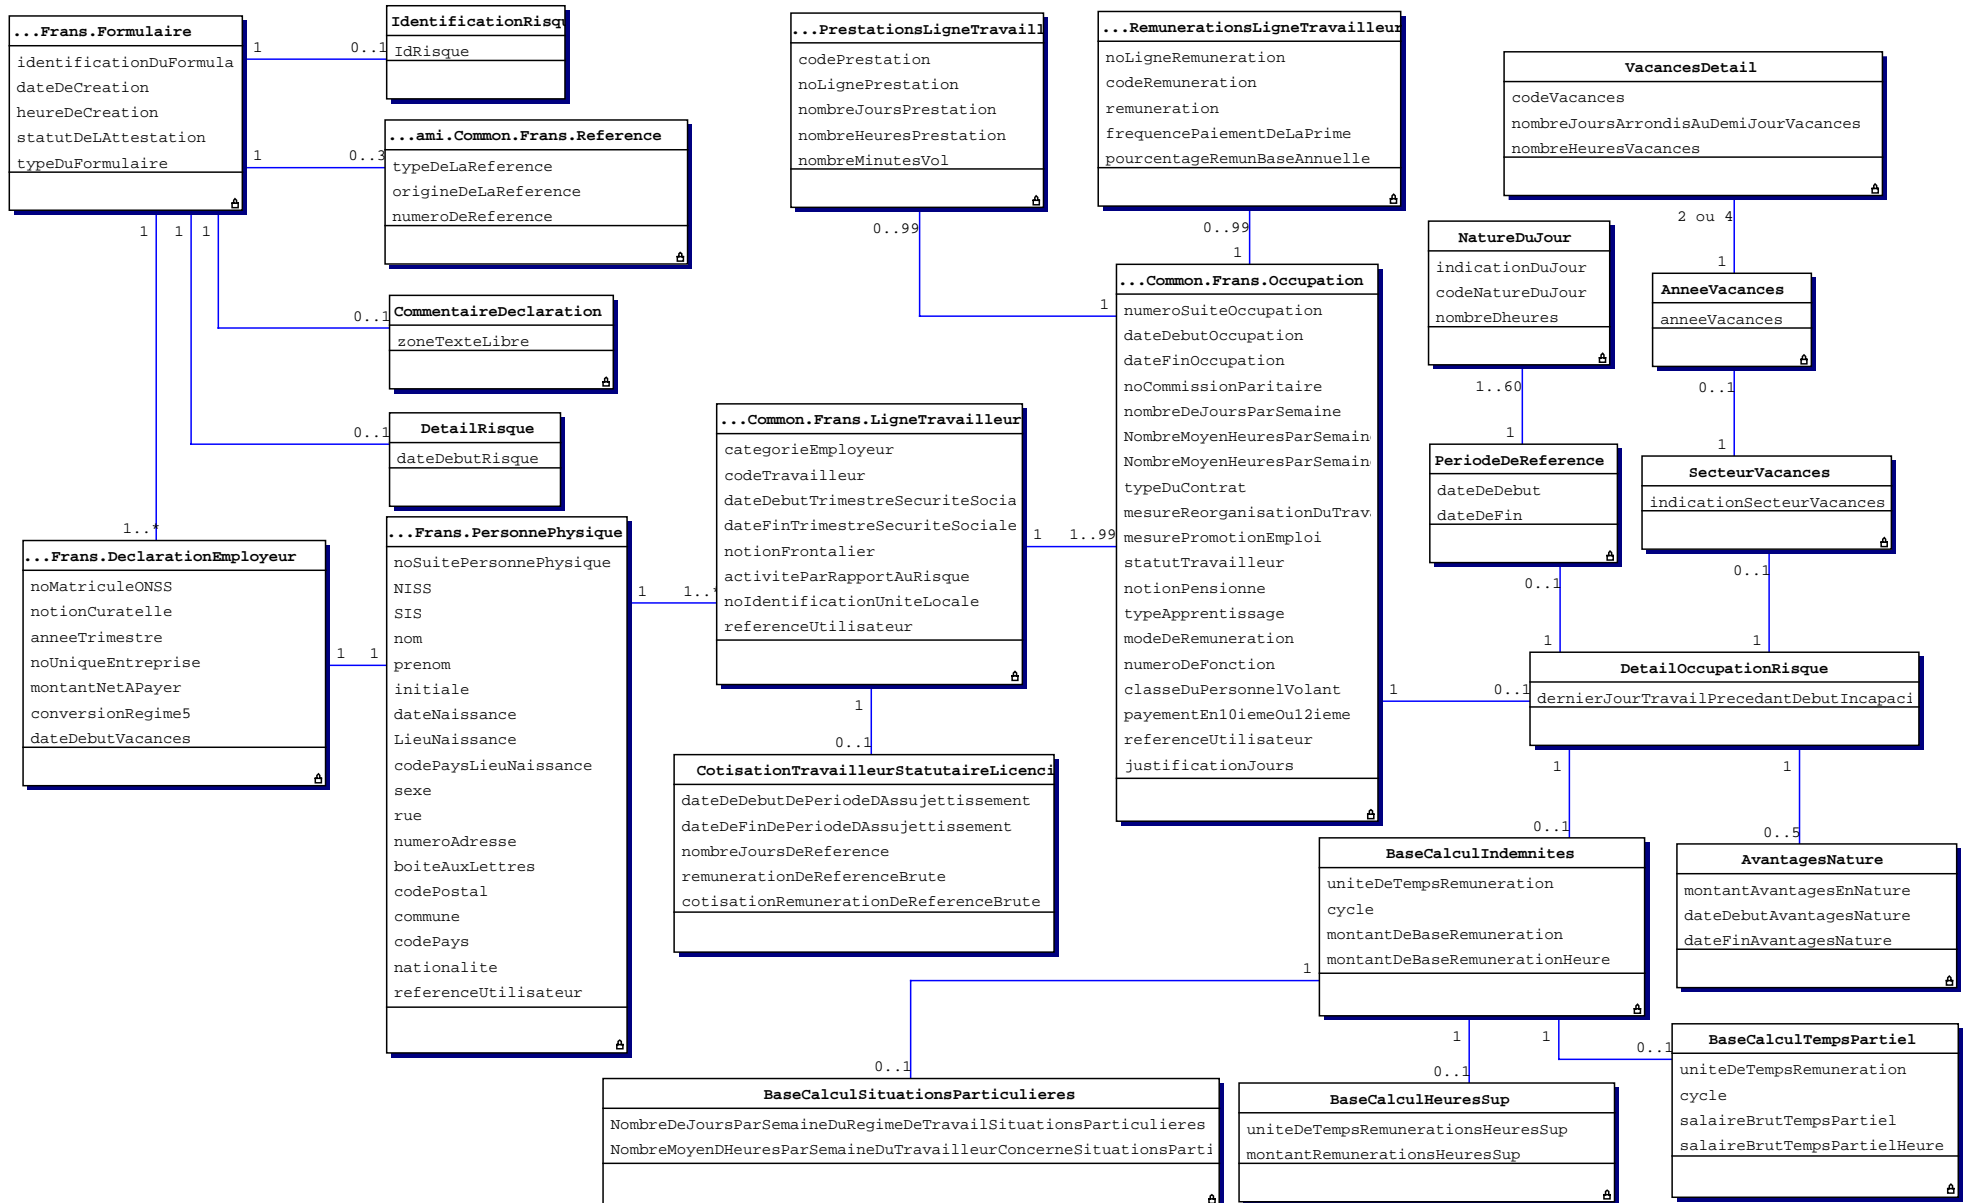 ...Frans.Formulaire
identificationDuFormula
dateDeCreation
heureDeCreation
statutDeLAttestation
typeDuFormulaire
1
0..1
IdentificationRisqu
IdRisque
1
0..3
...ami.Common.Frans.Reference
typeDeLaReference
origineDeLaReference
numeroDeReference
1
1
1
0..1
CommentaireDeclaration
zoneTexteLibre
0..1
DetailRisque
dateDebutRisque
1..*
...Frans.DeclarationEmployeur
noMatriculeONSS
notionCuratelle
anneeTrimestre
noUniqueEntreprise
montantNetAPayer
conversionRegime5
dateDebutVacances
1
1
...Frans.PersonnePhysique
noSuitePersonnePhysique
NISS
SIS
nom
prenom
initiale
dateNaissance
LieuNaissance
codePaysLieuNaissance
sexe
rue
numeroAdresse
boiteAuxLettres
codePostal
commune
codePays
nationalite
referenceUtilisateur
1
1..*
...Common.Frans.LigneTravailleur
categorieEmployeur
codeTravailleur
dateDebutTrimestreSecuriteSocia
dateFinTrimestreSecuriteSociale
notionFrontalier
activiteParRapportAuRisque
noIdentificationUniteLocale
referenceUtilisateur
1
0..1
CotisationTravailleurStatutaireLicenci
dateDeDebutDePeriodeDAssujettissement
dateDeFinDePeriodeDAssujettissement
nombreJoursDeReference
remunerationDeReferenceBrute
cotisationRemunerationDeReferenceBrute
1
1..99
...PrestationsLigneTravaill
codePrestation
noLignePrestation
nombreJoursPrestation
nombreHeuresPrestation
nombreMinutesVol
0..99
1
...RemunerationsLigneTravailleur
noLigneRemuneration
codeRemuneration
remuneration
frequencePaiementDeLaPrime
pourcentageRemunBaseAnnuelle
0..99
1
...Common.Frans.Occupation
numeroSuiteOccupation
dateDebutOccupation
dateFinOccupation
noCommissionParitaire
nombreDeJoursParSemaine
NombreMoyenHeuresParSemain
NombreMoyenHeuresParSemain
typeDuContrat
mesureReorganisationDuTrav
mesurePromotionEmploi
statutTravailleur
notionPensionne
typeApprentissage
modeDeRemuneration
numeroDeFonction
classeDuPersonnelVolant
payementEn10iemeOu12ieme
referenceUtilisateur
justificationJours
1
0..1
VacancesDetail
codeVacances
nombreJoursArrondisAuDemiJourVacances
nombreHeuresVacances
2 ou 4
1
NatureDuJour
indicationDuJour
codeNatureDuJour
nombreDheures
1..60
1
AnneeVacances
anneeVacances
0..1
1
PeriodeDeReference
dateDeDebut
dateDeFin
0..1
1
SecteurVacances
indicationSecteurVacances
0..1
1
DetailOccupationRisque
dernierJourTravailPrecedantDebutIncapaci
1
0..1
1
0..5
BaseCalculIndemnites
uniteDeTempsRemuneration
cycle
montantDeBaseRemuneration
montantDeBaseRemunerationHeure
AvantagesNature
montantAvantagesEnNature
dateDebutAvantagesNature
dateFinAvantagesNature
1
0..1
1
0..1
1
0..1
BaseCalculSituationsParticulieres
NombreDeJoursParSemaineDuRegimeDeTravailSituationsParticulieres
NombreMoyenDHeuresParSemaineDuTravailleurConcerneSituationsParti
BaseCalculHeuresSup
uniteDeTempsRemunerationsHeuresSup
montantRemunerationsHeuresSup
BaseCalculTempsPartiel
uniteDeTempsRemuneration
cycle
salaireBrutTempsPartiel
salaireBrutTempsPartielHeure